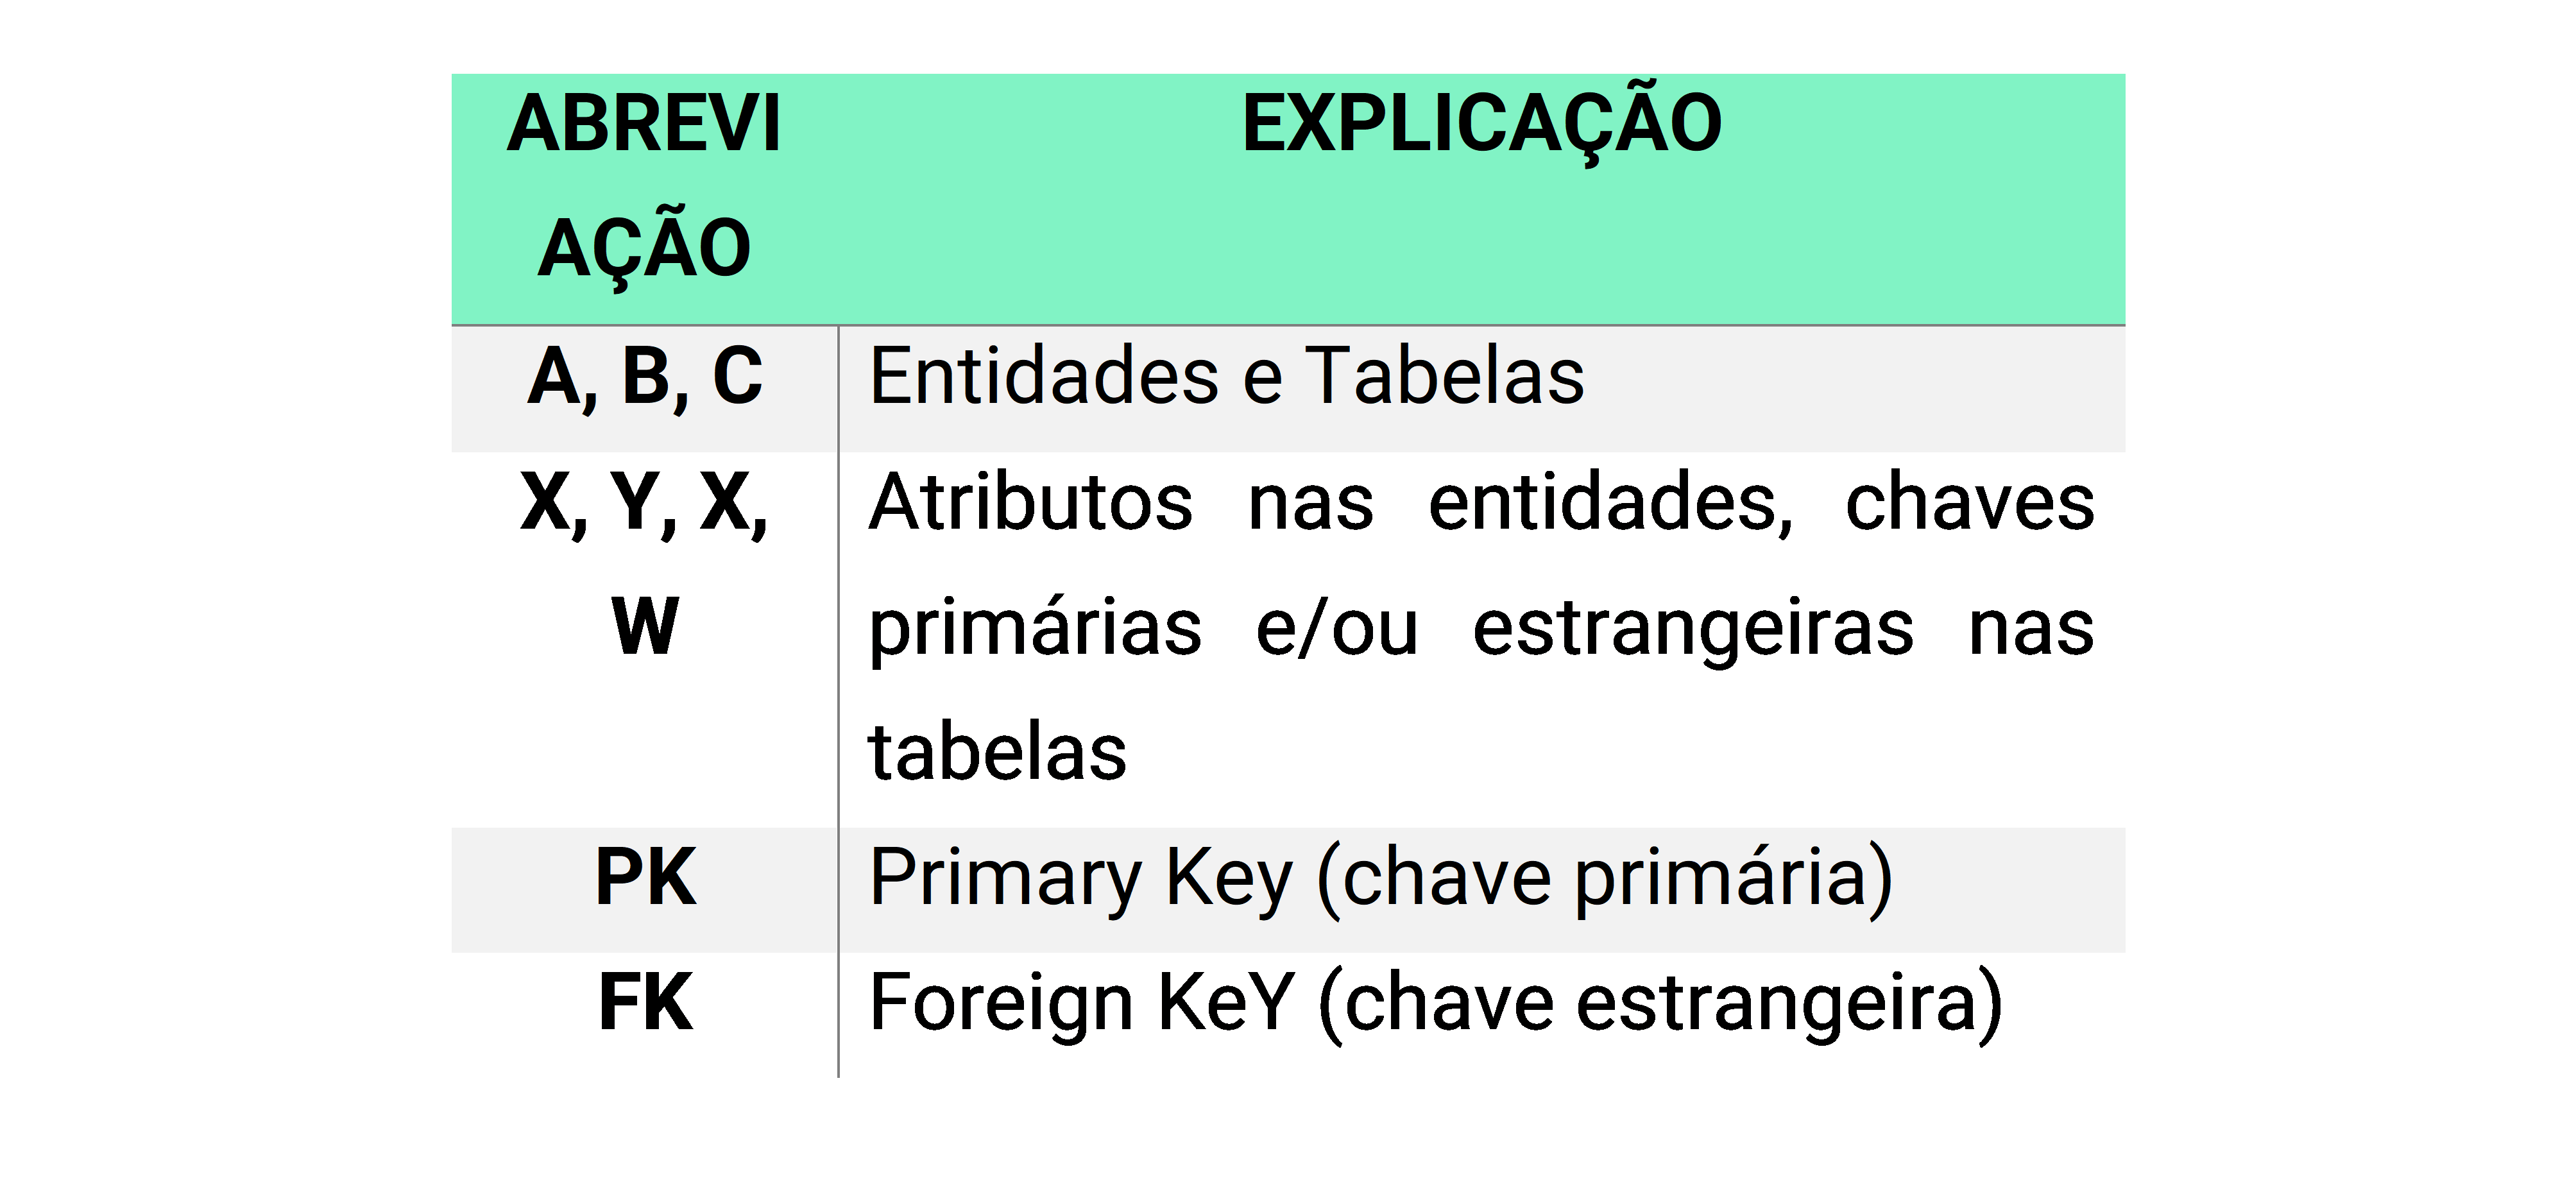 ABREVI
AÇÃO
EXPLICAÇÃO
A, B, C
Entidades e Tabelas
X, Y, X,
W
Atributos nas entidades, chaves
primárias e/ou estrangeiras nas
tabelas
PK
Primary Key (chave primária)
FK
Foreign KeY (chave estrangeira)